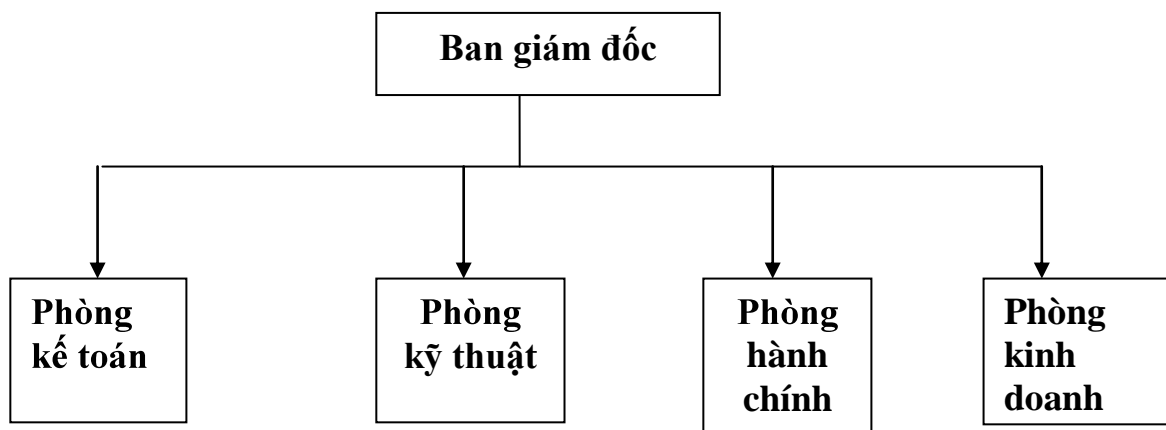 Ban giám đốc
Phòng
kế toán
Phòng
kỹ thuật
Phòng
hành
chính
Phòng
kinh
doanh